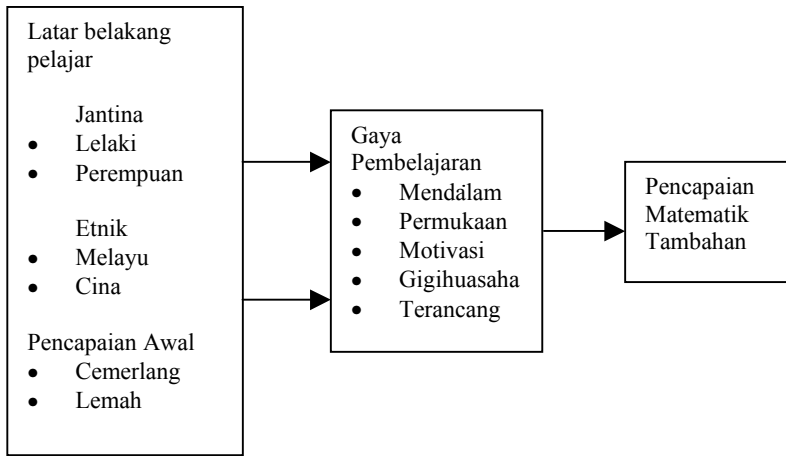 Latar belakang
pelajar
Jantina
• Lelaki
• Perempuan
Etnik
• Melayu
• Cina
Pencapaian Awal
• Cemerlang
• Lemah
Gaya
Pembelajaran
• Mendalam
• Permukaan
• Motivasi
• Gigihusaha
• Terancang
Pencapaian
Matematik
Tambahan